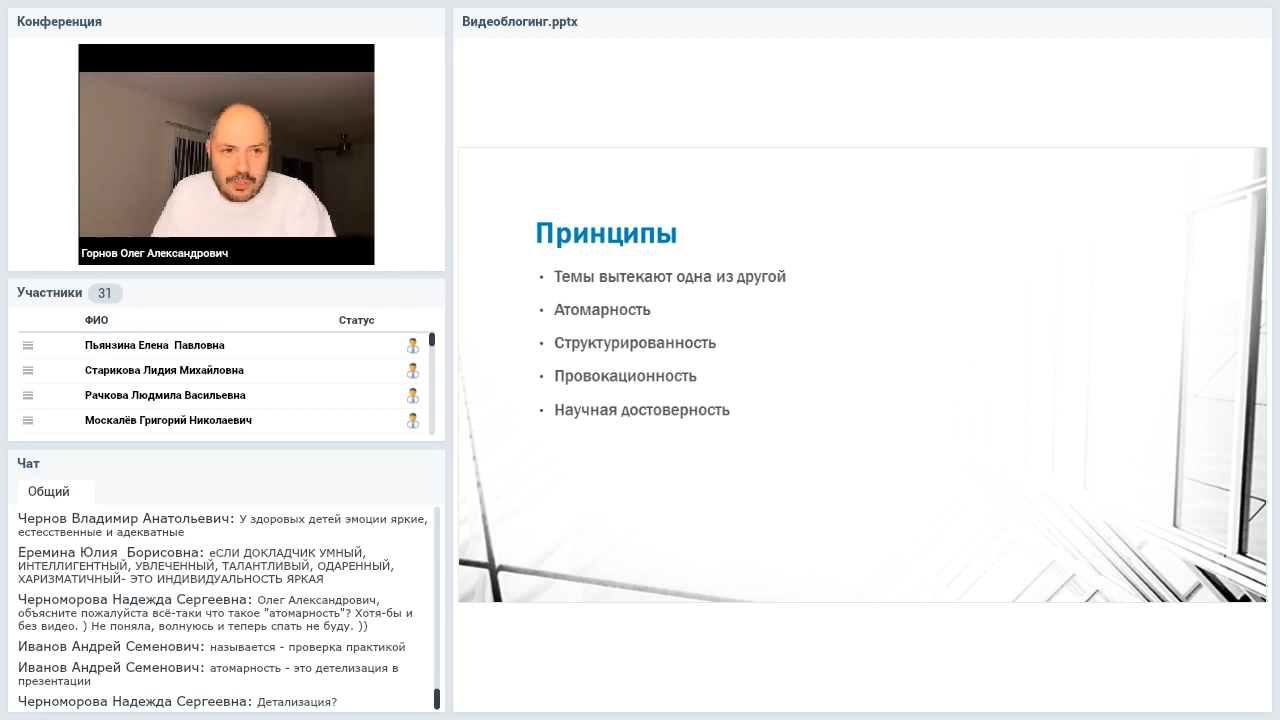 Конференция
Горнов Олег Александрович
Участники 31
ФИО Статус
Пьянзина Елена Павловна
Старикова Лидия Михайловна
Рачкова Людмила Васильевна
Москалёв Григорий Николаевич
Чат
Общий
Чернов Владимир Анатольевич: У здоровых детей эмоции яркие,
естесственные и адекватные
Еремина Юлия Борисовна: еСЛИ ДОКЛАДЧИК УМНЫЙ,
ИНТЕЛЛИГЕНТНЫЙ, УВЛЕЧЕННЫЙ, ТАЛАНТЛИВЫЙ, ОДАРЕННЫЙ,
ХАРИЗМАТИЧНЫЙ- ЭТО ИНДИВИДУАЛЬНОСТЬ ЯРКАЯ
Черноморова Надежда Сергеевна: Олег Александрович,
объясните пожалуйста всё-таки что такое "атомарность"? Хотя-бы и
без видео. ) Не поняла, волнуюсь и теперь спать не буду. ))
Иванов Андрей Семенович: называется - проверка практикой
Иванов Андрей Семенович: атомарность - это детелизация в
презентации
Черноморова Надежда Сергеевна: Детализация?
Видеоблогинг.pptx
Принципы
• Темы вытекают одна из другой
• Атомарность
• Структурированность
• Провокационность
• Научная достоверность